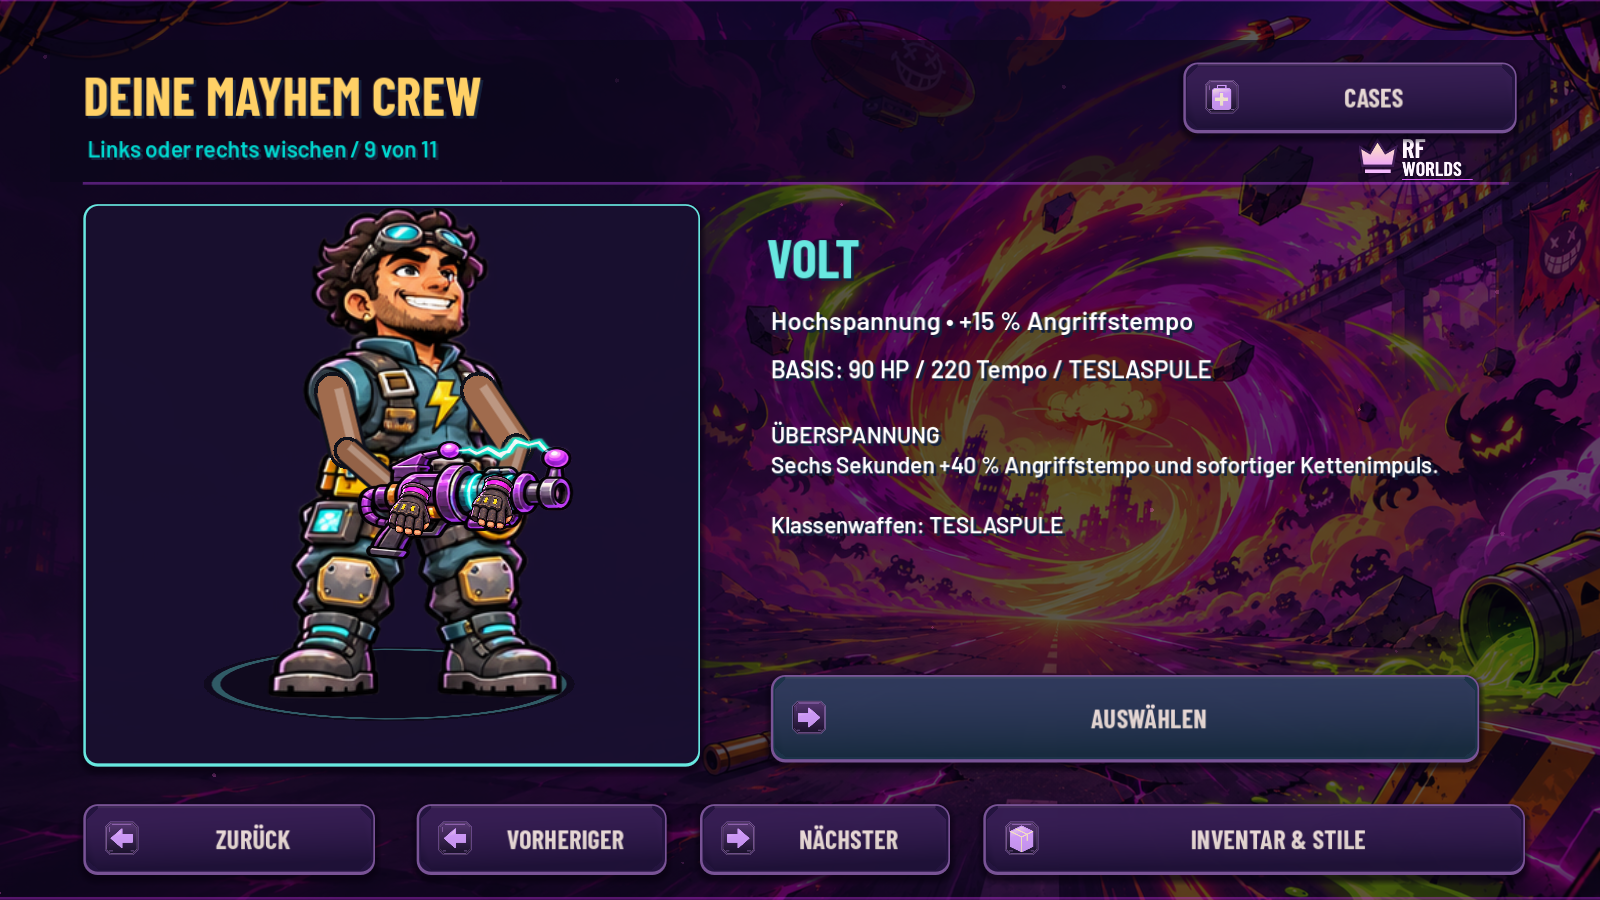 DEINE MAYHEM CREW
Links oder rechts wischen / 9 von 11
CASES
RF
WORLDS
VOLT
Hochspannung • +15 % Angriffstempo
BASIS: 90 HP / 220 Tempo / TESLASPULE
ÜBERSPANNUNG
Sechs Sekunden +40 % Angriffstempo und sofortiger Kettenimpuls.
Klassenwaffen: TESLASPULE
AUSWÄHLEN
ZURÜCK
VORHERIGER
NÄCHSTER
INVENTAR & STILE